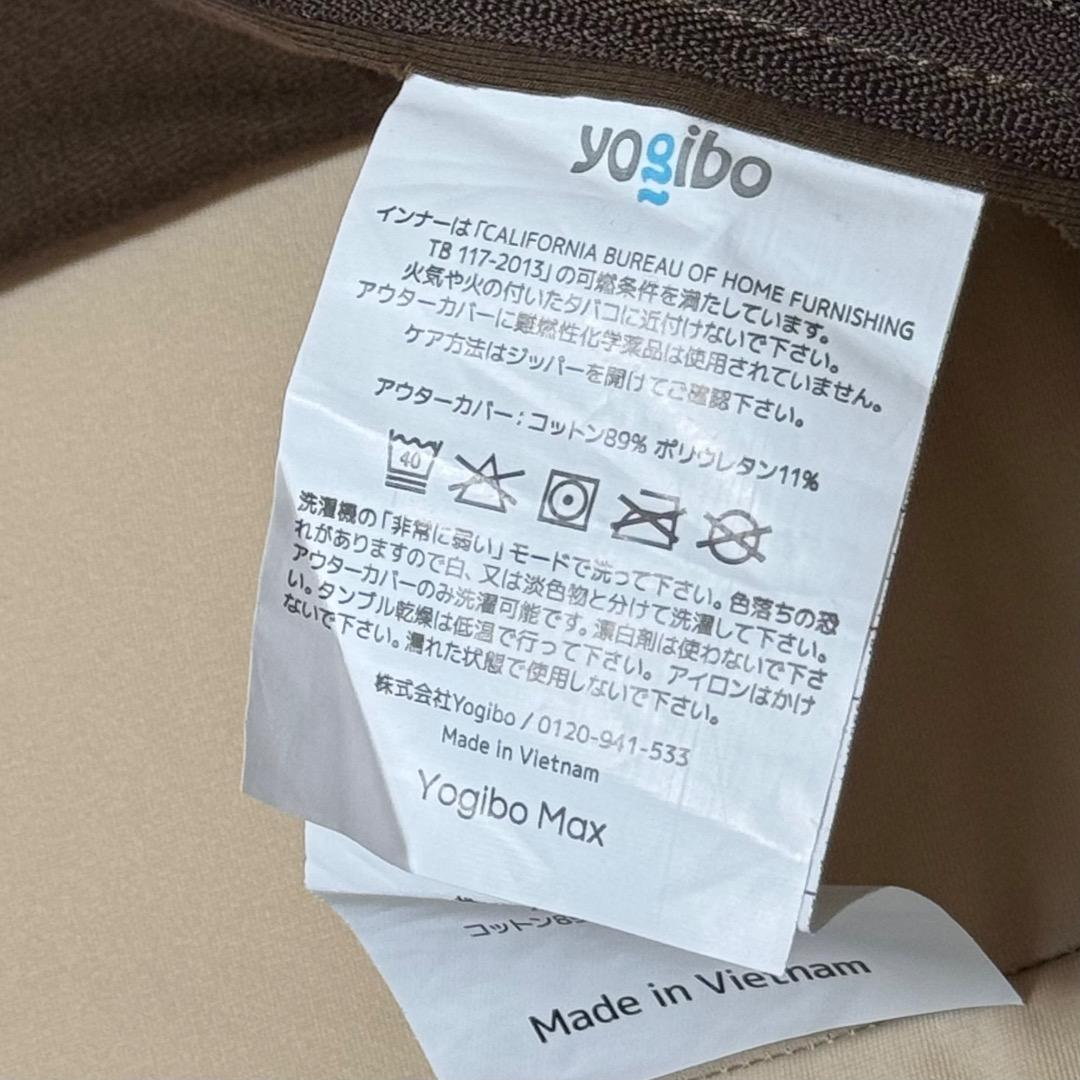 yogibo
インナーは「CALIFORNIA BUREAU OF HOME FURNISHING
TB 117-2013」の可燃条件を満たしています。
火気や火の付いたタバコに近付けないで下さい。
アウターカバーに難燃性化学薬品は使用されていません。
ケア方法はジッパーを開けてご確認下さい。
アウターカバー：コットン89% ポリウレタン11%
40
洗濯機の「非常に弱い」モードで洗って下さい。色落ちの恐
れがありますので白、又は淡色物と分けて洗濯して下さい。
アウターカバーのみ洗濯可能です。漂白剤は使わないで下さ
い。タンブル乾燥は低温で行って下さい。アイロンはかけ
ないで下さい。濡れた状態で使用しないで下さい。
株式会社Yogibo / 0120-941-533
Made in Vietnam
Yogibo Max
コットン89
Made in Vietnam